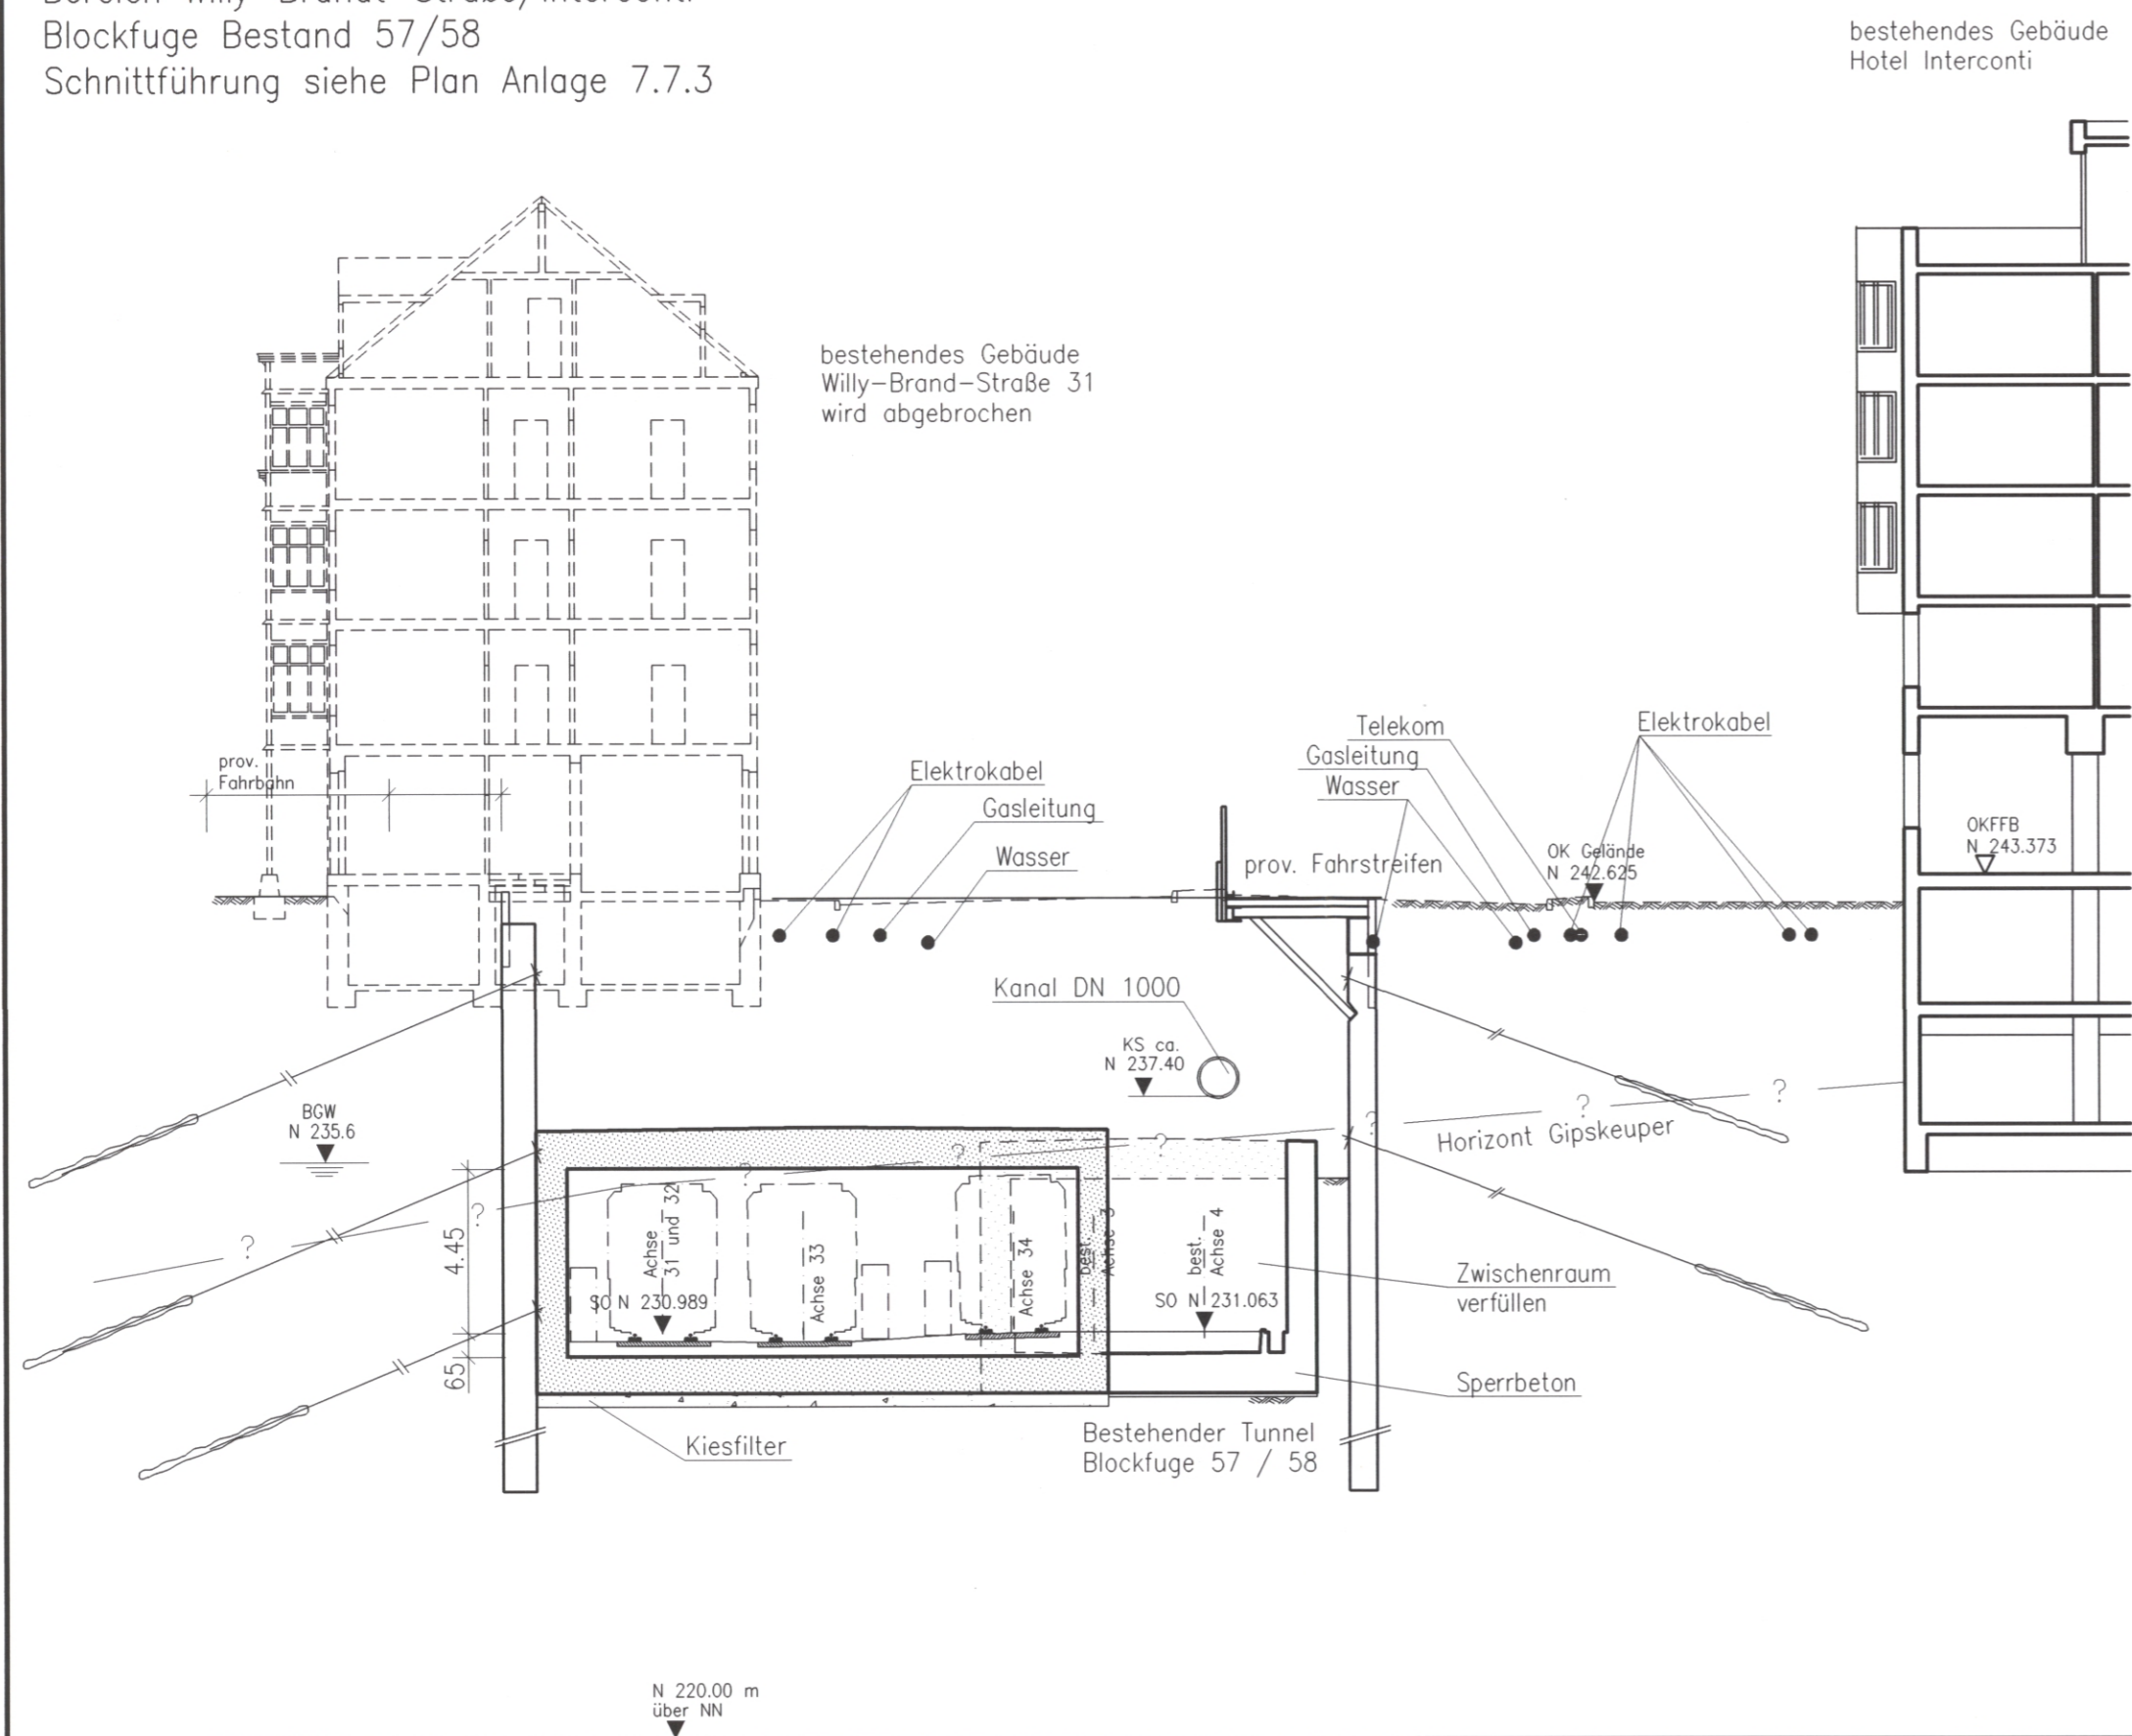 Blockfuge Bestand 57/58
Schnittführung siehe Plan Anlage 7.7.3
bestehendes Gebäude
Hotel Interconti
bestehendes Gebäude
Willy-Brand-Straße 31
wird abgebrochen
prov.
Fahrbahn
Elektrokabel
Gasleitung
Wasser
Telekom
Gasleitung
Wasser
Elektrokabel
prov. Fahrstreifen
OK Gelände
N 242.625
OKFFB
N 243.373
Kanal DN 1000
KS ca.
N 237.40
BGW
N 235.6
?
?
?
?
?
?
?
?
Horizont Gipskeuper
4.45
65
Achse
31 und 32
SO N 230.989
Achse 33
Achse 34
best.
Achse 3
best.
Achse 4
SO N 231.063
Zwischenraum
verfüllen
Sperrbeton
Kiesfilter
Bestehender Tunnel
Blockfuge 57 / 58
N 220.00 m
über NN